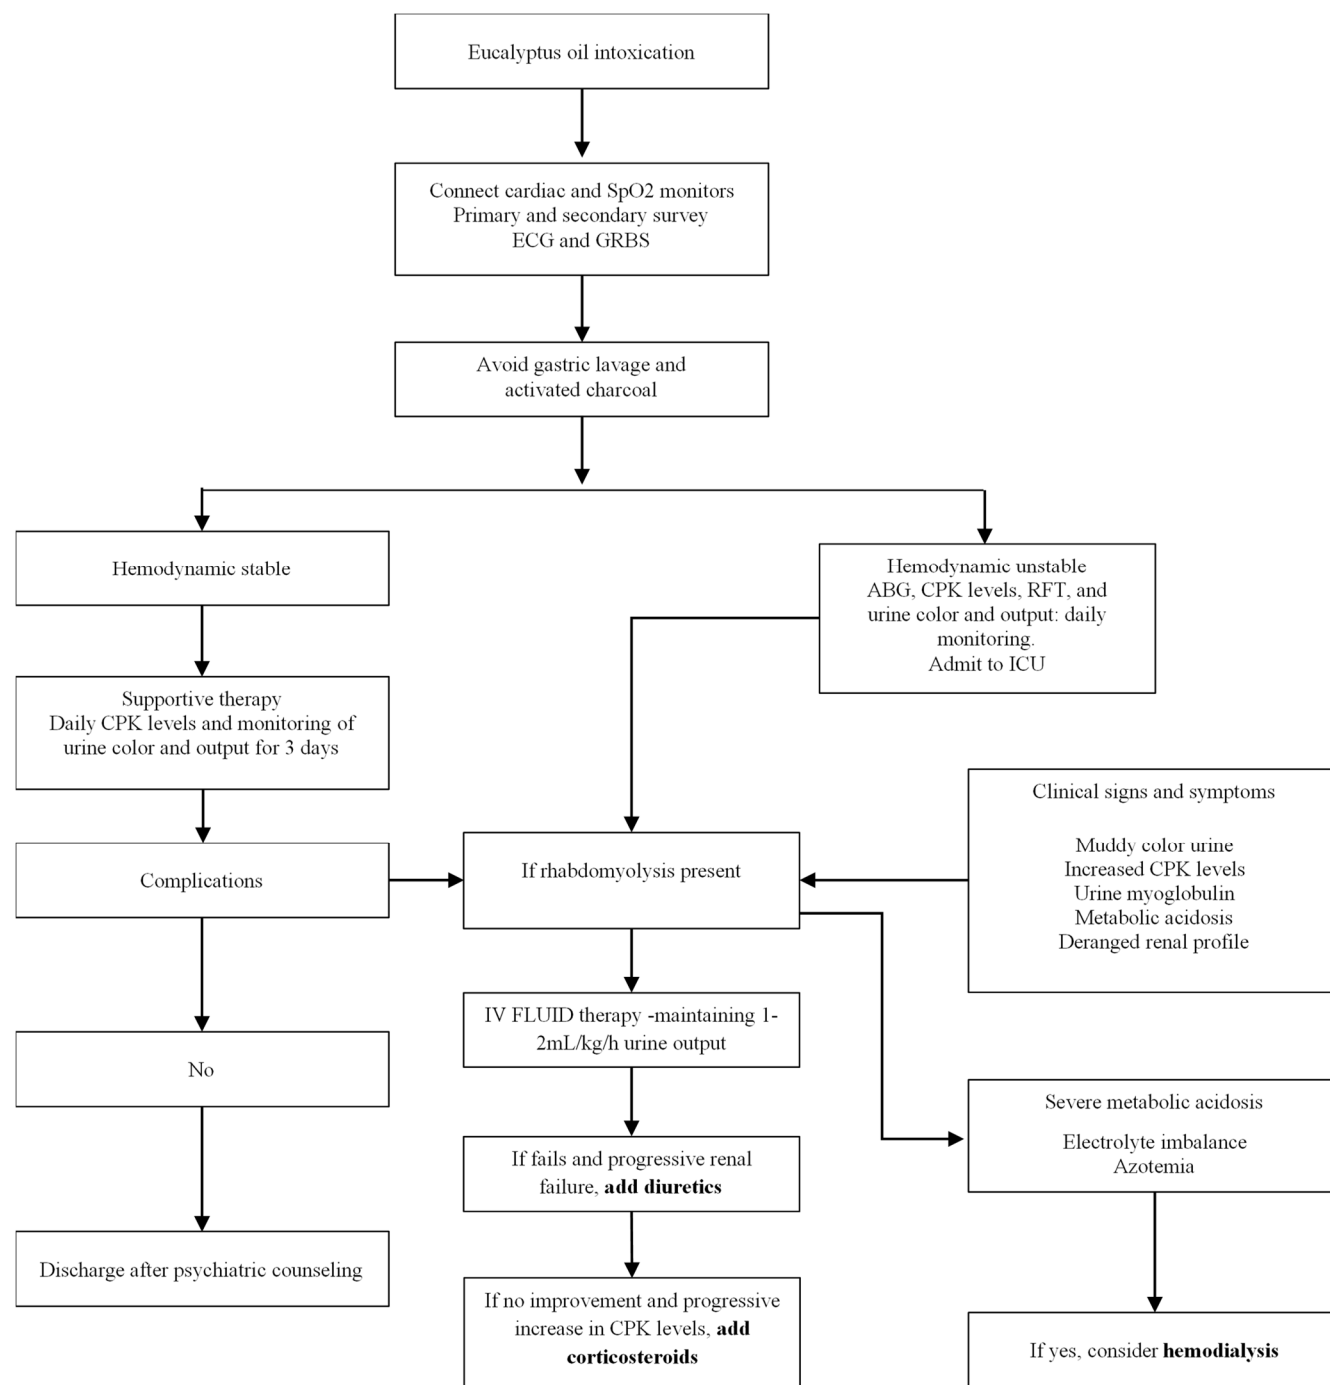 Eucalyptus oil intoxication
Connect cardiac and SpO2 monitors
Primary and secondary survey
ECG and GRBS
Avoid gastric lavage and
activated charcoal
Hemodynamic stable
Hemodynamic unstable
ABG, CPK levels, RFT, and
urine color and output: daily
monitoring.
Admit to ICU
Supportive therapy
Daily CPK levels and monitoring of
urine color and output for 3 days
Clinical signs and symptoms
Muddy color urine
Increased CPK levels
Urine myoglobulin
Metabolic acidosis
Deranged renal profile
Complications
If rhabdomyolysis present
IV FLUID therapy -maintaining 1-
2mL/kg/h urine output
No
Severe metabolic acidosis
Electrolyte imbalance
Azotemia
If fails and progressive renal
failure, add diuretics
Discharge after psychiatric counseling
If no improvement and progressive
increase in CPK levels, add
corticosteroids
If yes, consider hemodialysis